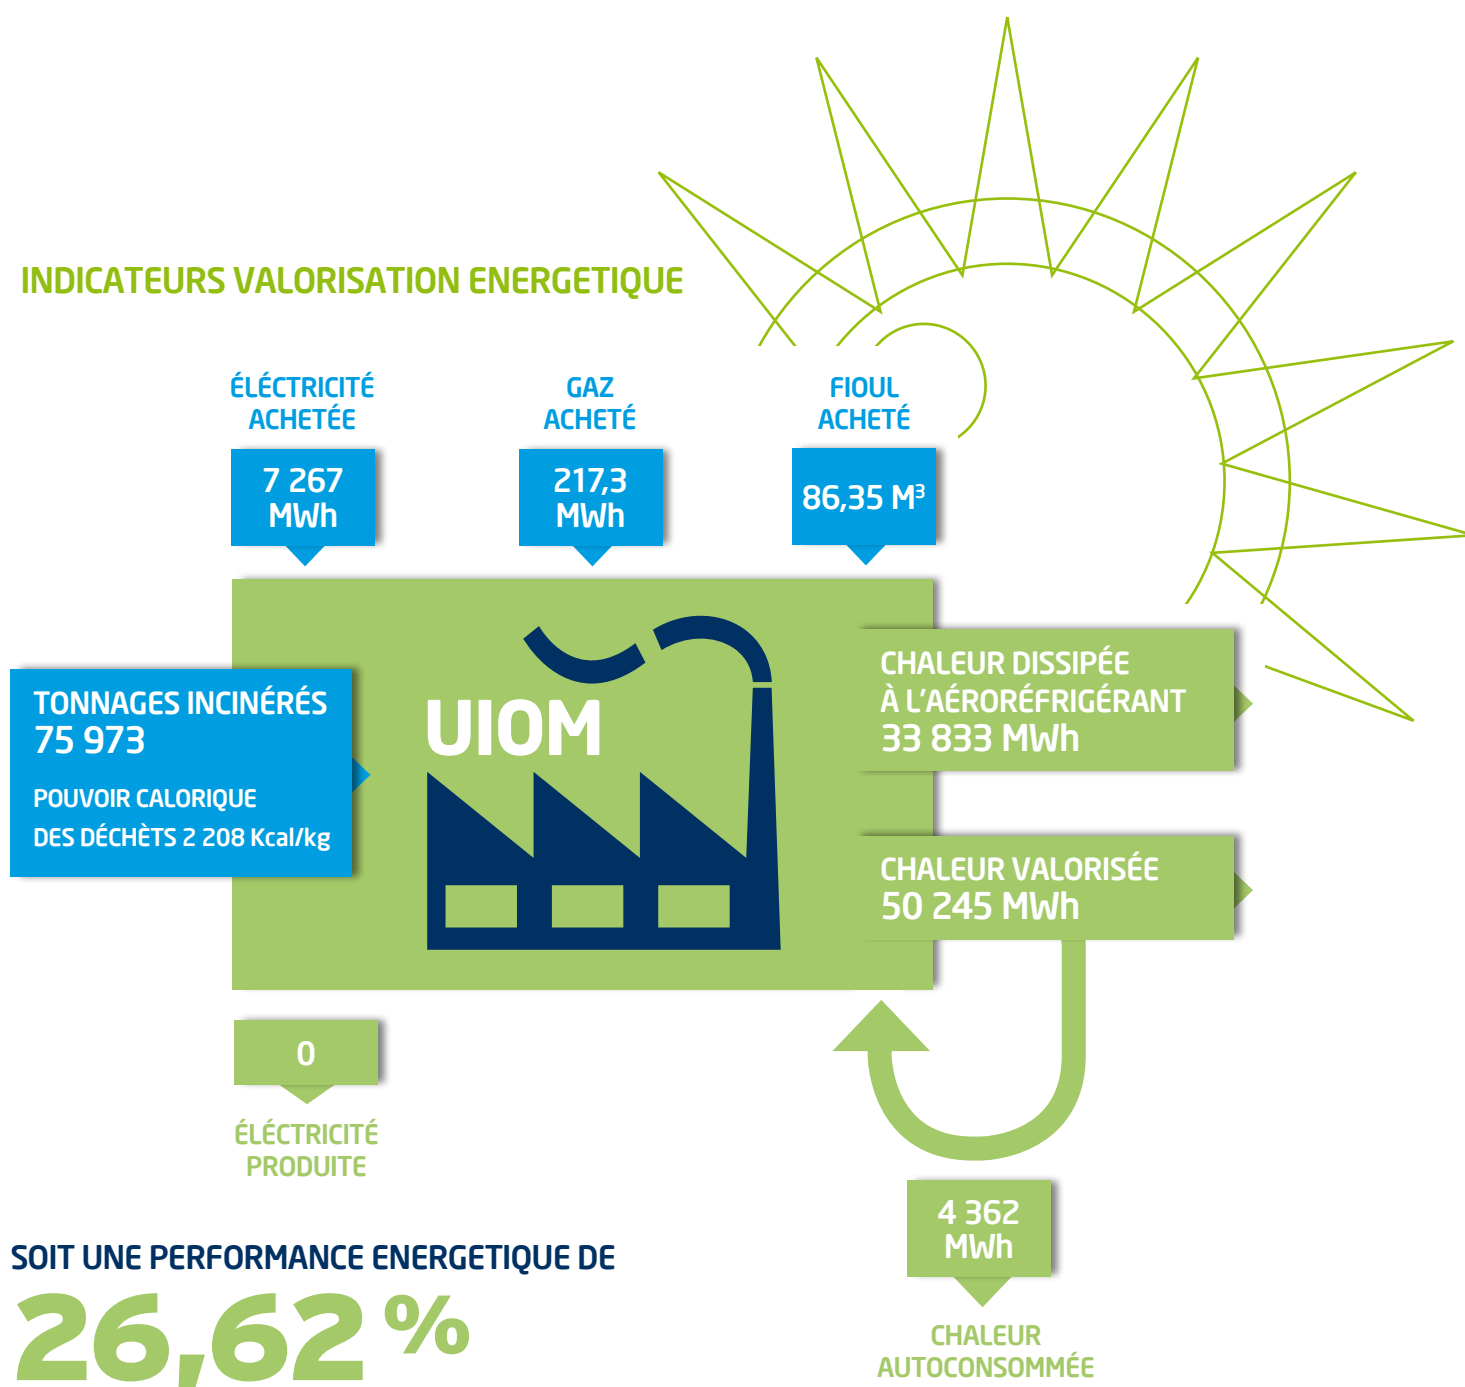 INDICATEURS VALORISATION ENERGETIQUE
ÉLÉCTRICITÉ
ACHETÉE
7 267
MWh
GAZ
ACHETÉ
217,3
MWh
FIOUL
ACHETÉ
86,35 M³
TONNAGES INCINÉRÉS
75 973
POUVOIR CALORIQUE
DES DÉCHÈTS 2 208 Kcal/kg
UIOM
CHALEUR DISSIPÉE
À L'AÉRORÉFRIGÉRANT
33 833 MWh
CHALEUR VALORISÉE
50 245 MWh
0
ÉLÉCTRICITÉ
PRODUITE
4 362
MWh
CHALEUR
AUTOCONSOMMÉE
SOIT UNE PERFORMANCE ENERGETIQUE DE
26,62 %